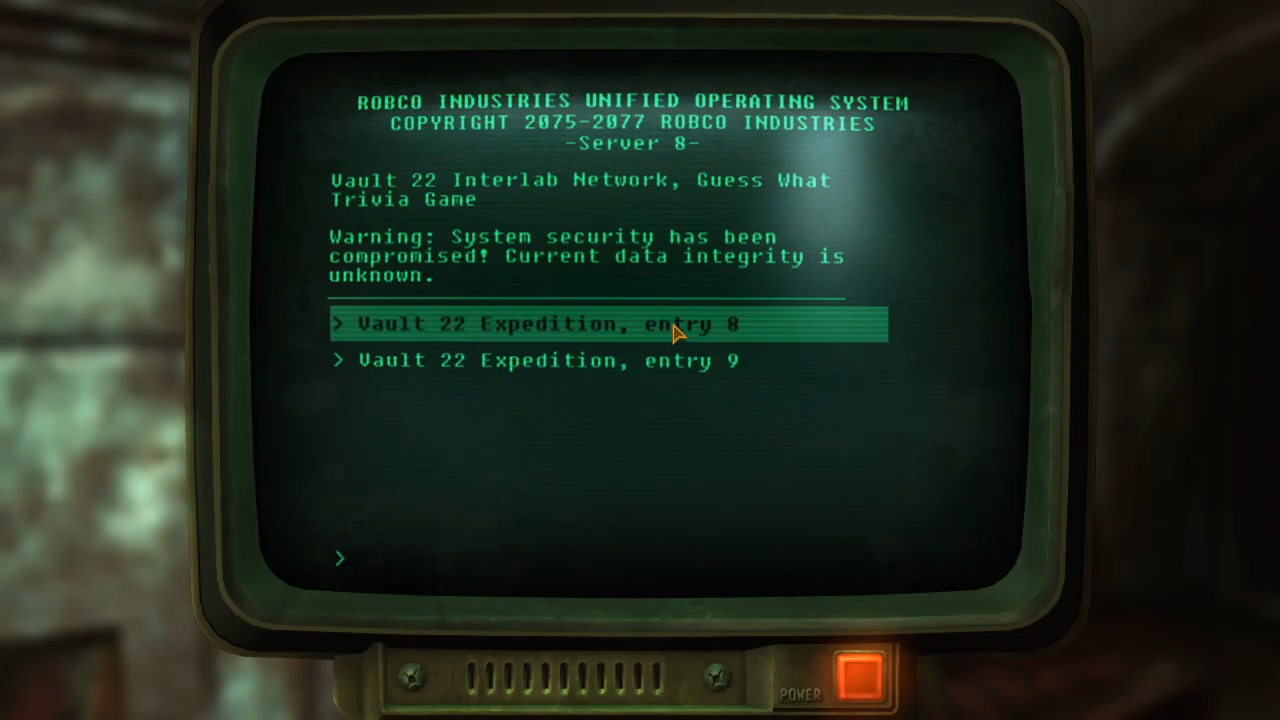 ROBCO INDUSTRIES UNIFIED OPERATING SYSTEM
COPYRIGHT 2075-2077 ROBCO INDUSTRIES
-Server 8-
Vault 22 Interlab Network, Guess What
Trivia Game
Warning: System security has been
compromised! Current data integrity is
unknown.
> Vault 22 Expedition, entry 8
> Vault 22 Expedition, entry 9
>
POWER